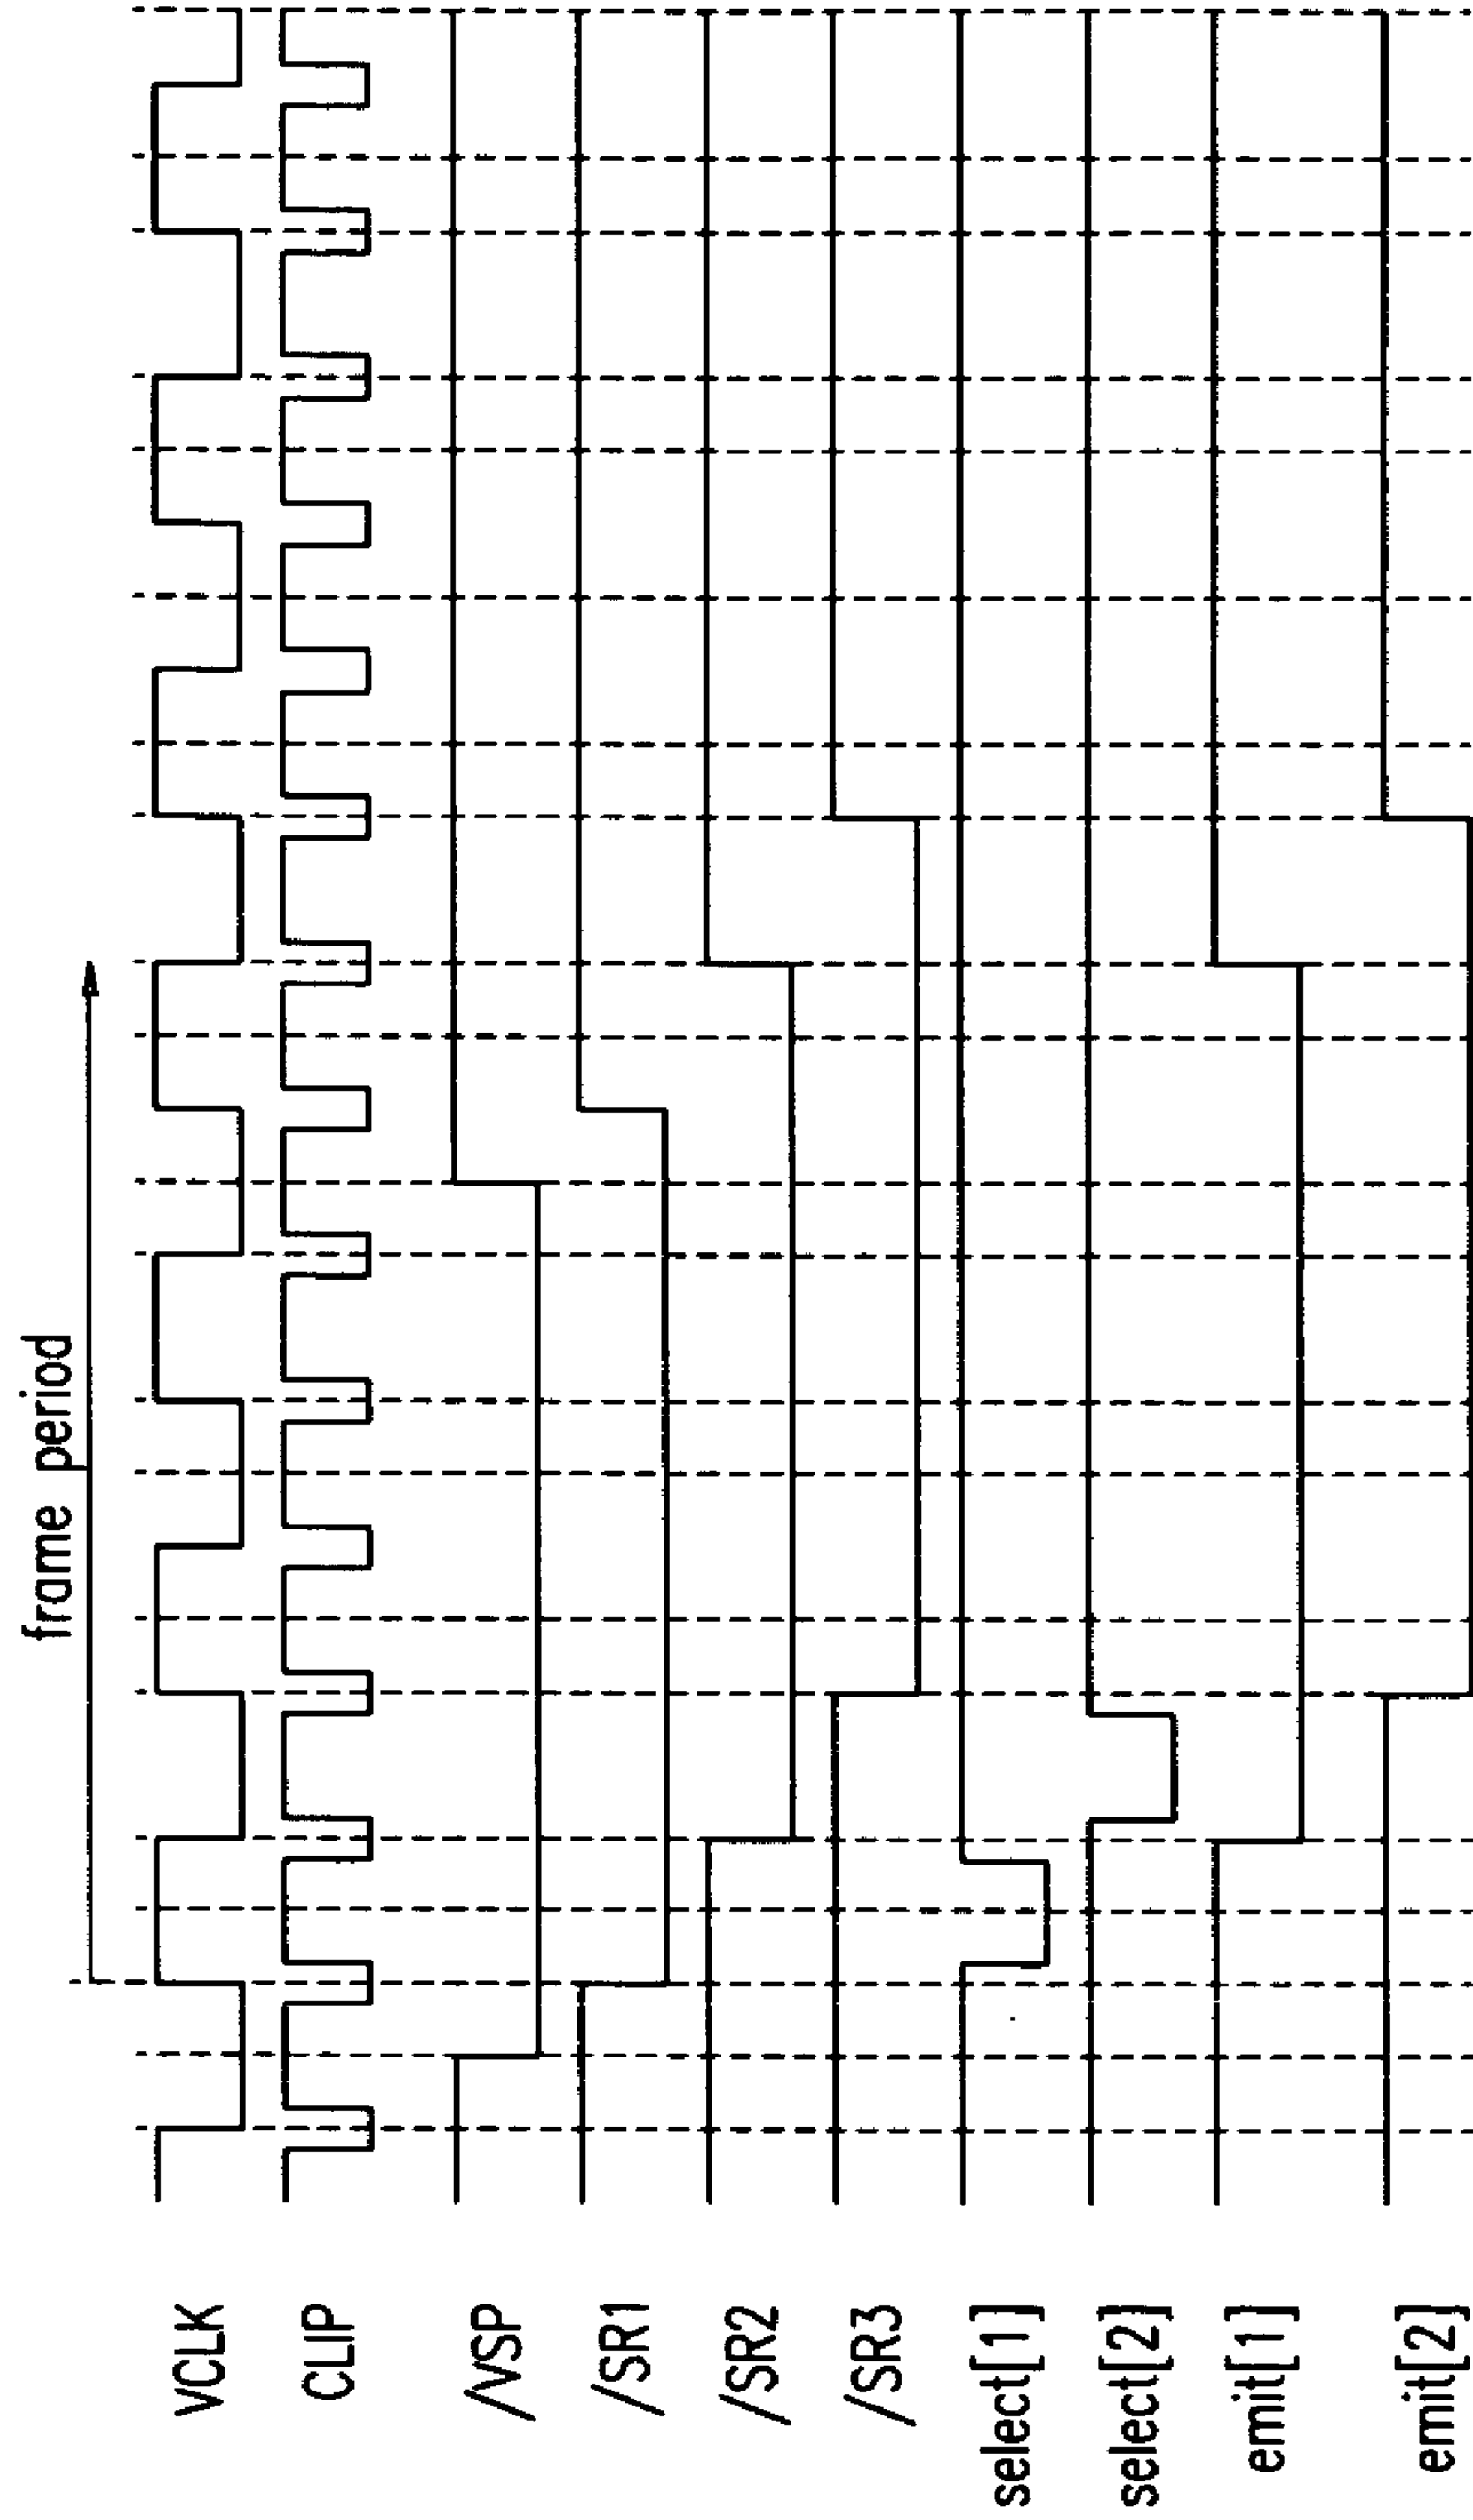 frame period
VCLK
CLIP
/VSP
/SR1
/SR2
/SR3
select[1]
select[2]
emit[1]
emit[2]